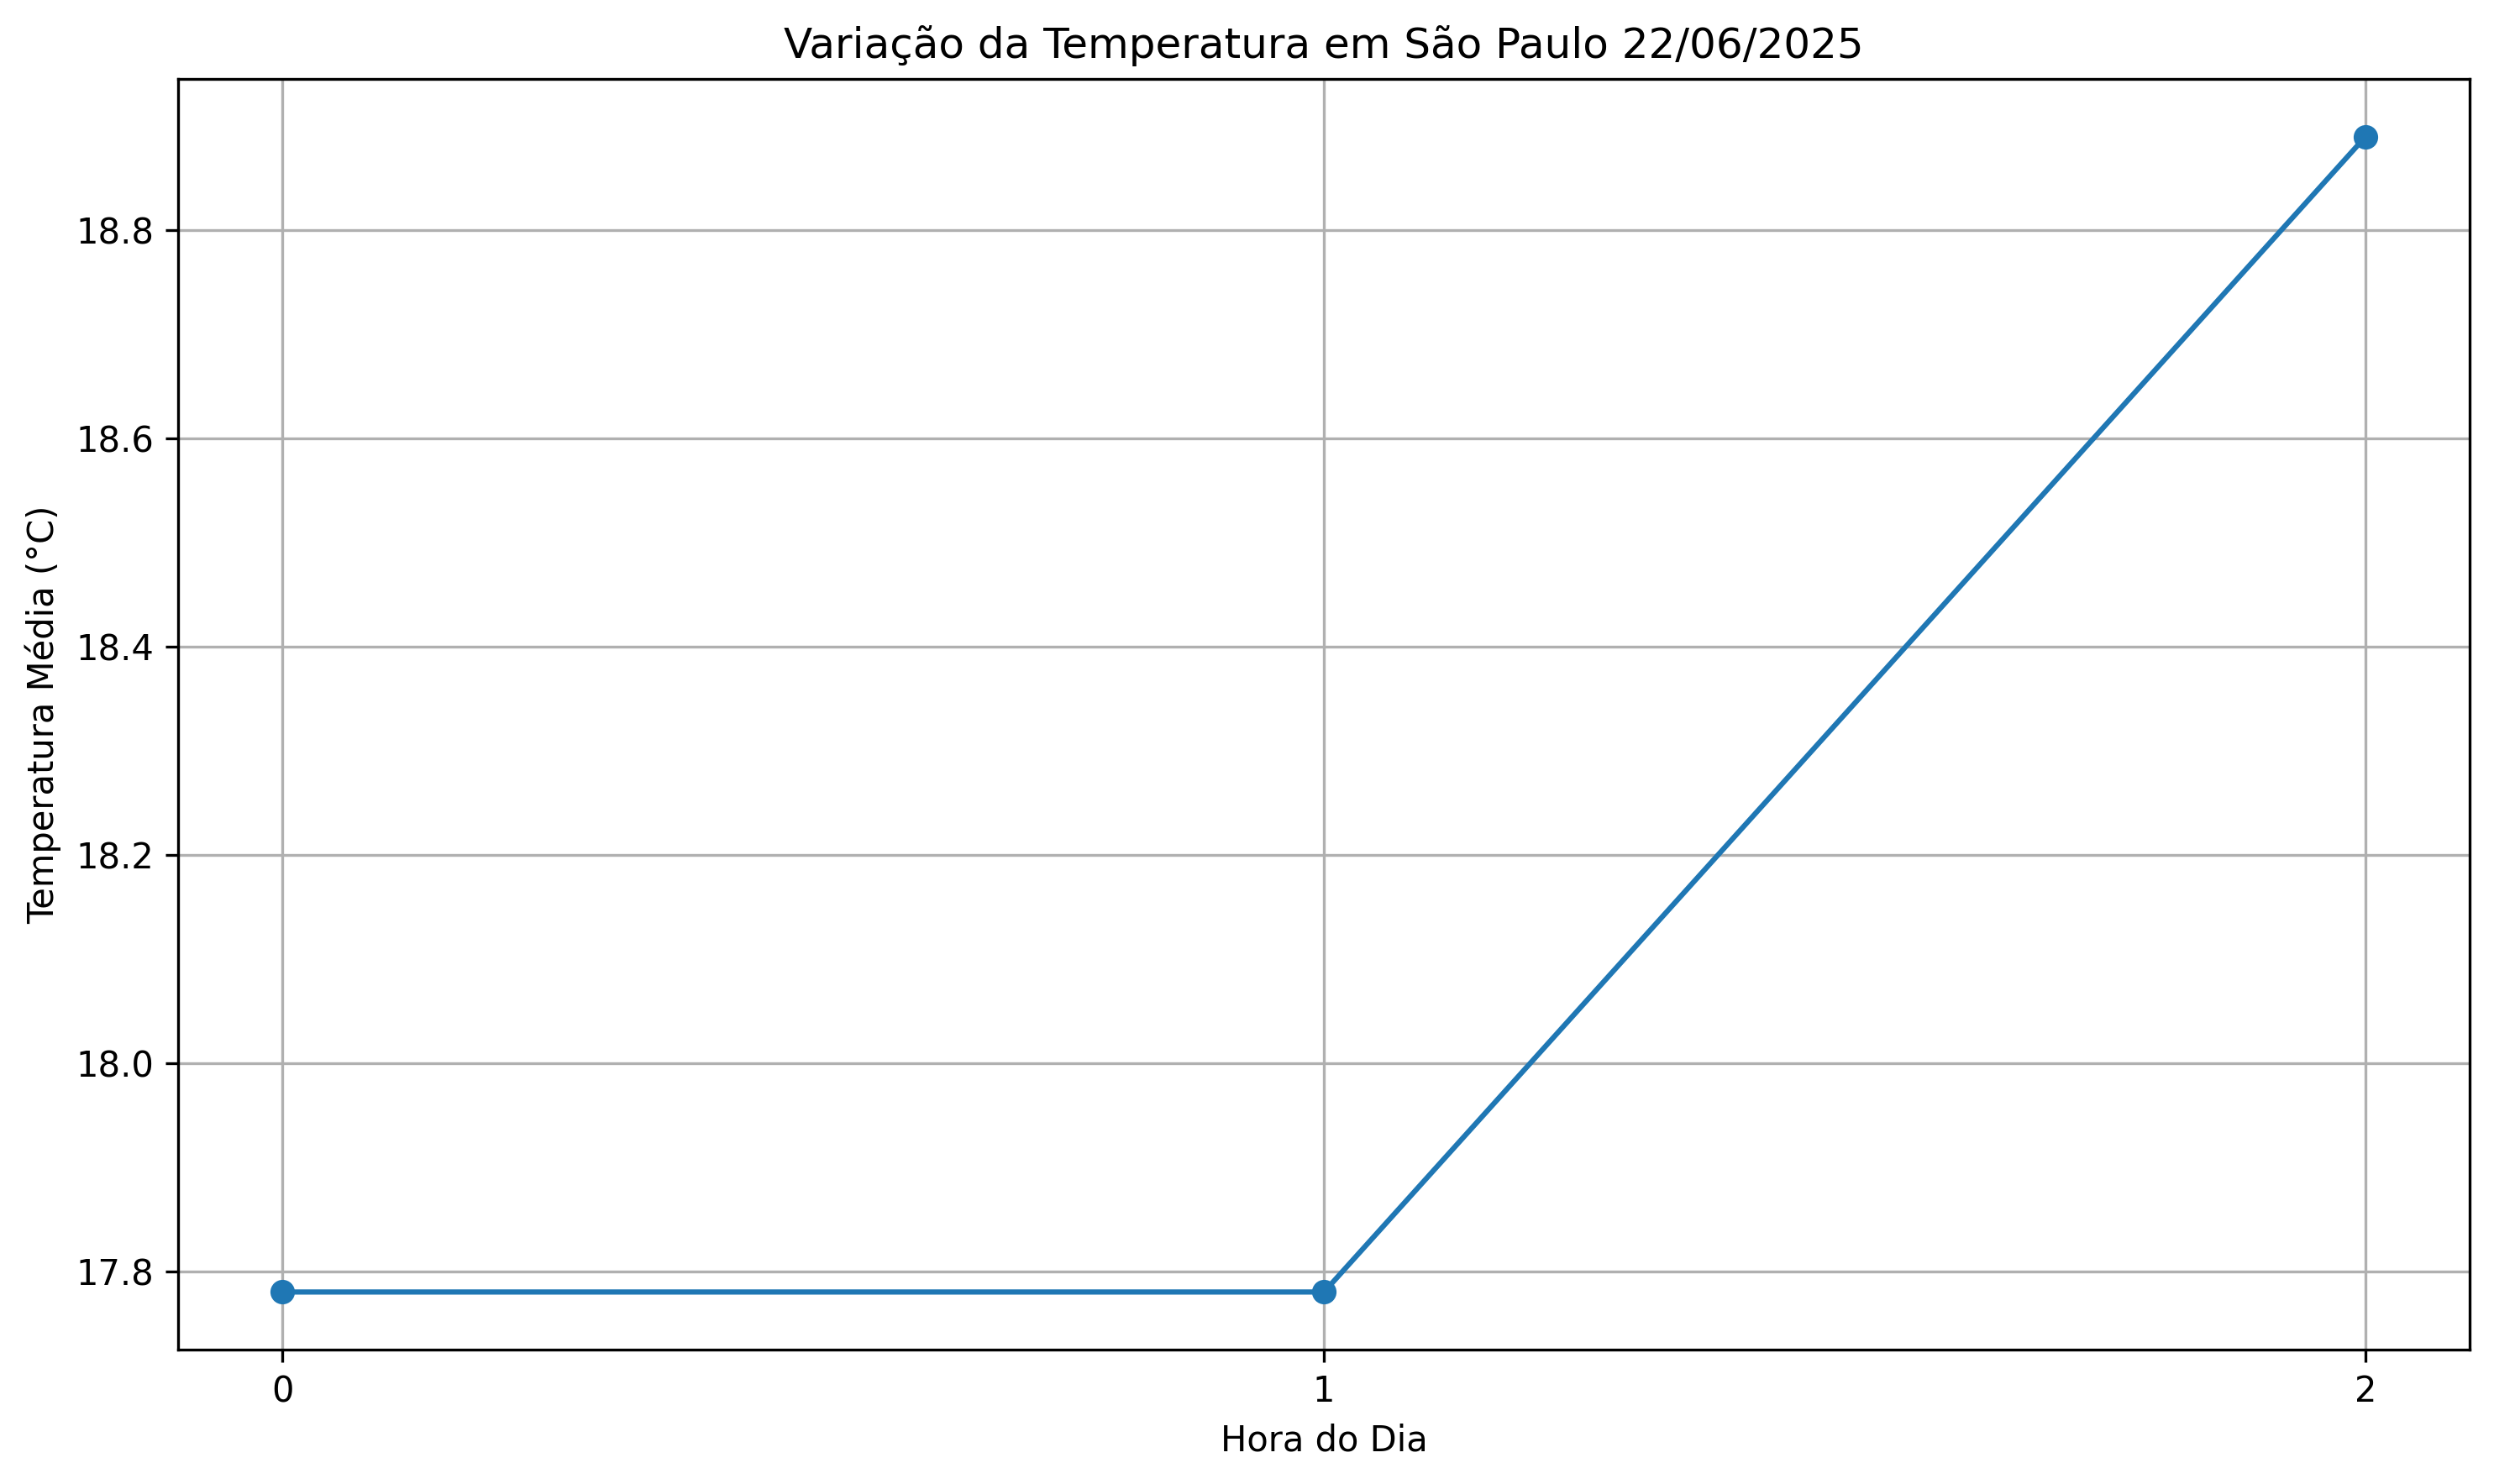 Variação da Temperatura em São Paulo 22/06/2025
Temperatura Média (°C)
18.8
18.6
18.4
18.2
18.0
17.8
0 1 2
Hora do Dia